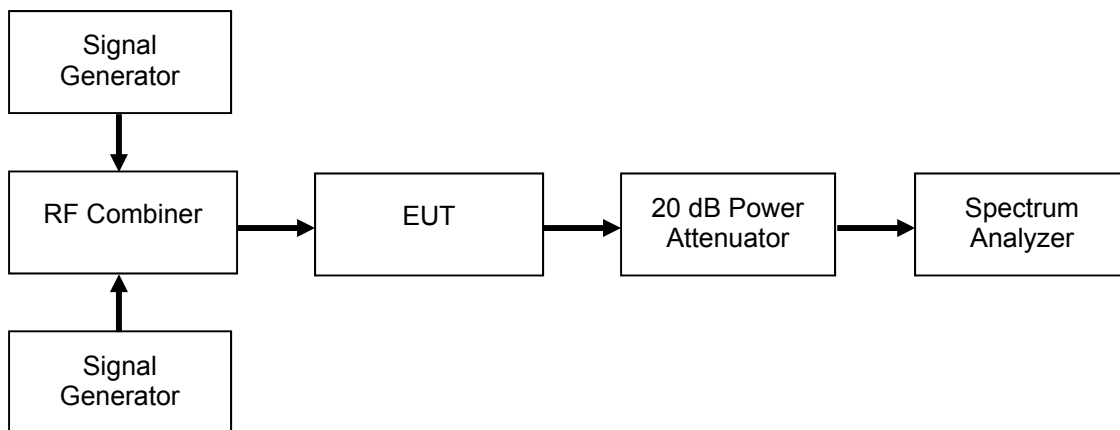 Signal
Generator
RF Combiner
EUT
20 dB Power
Attenuator
Spectrum
Analyzer
Signal
Generator